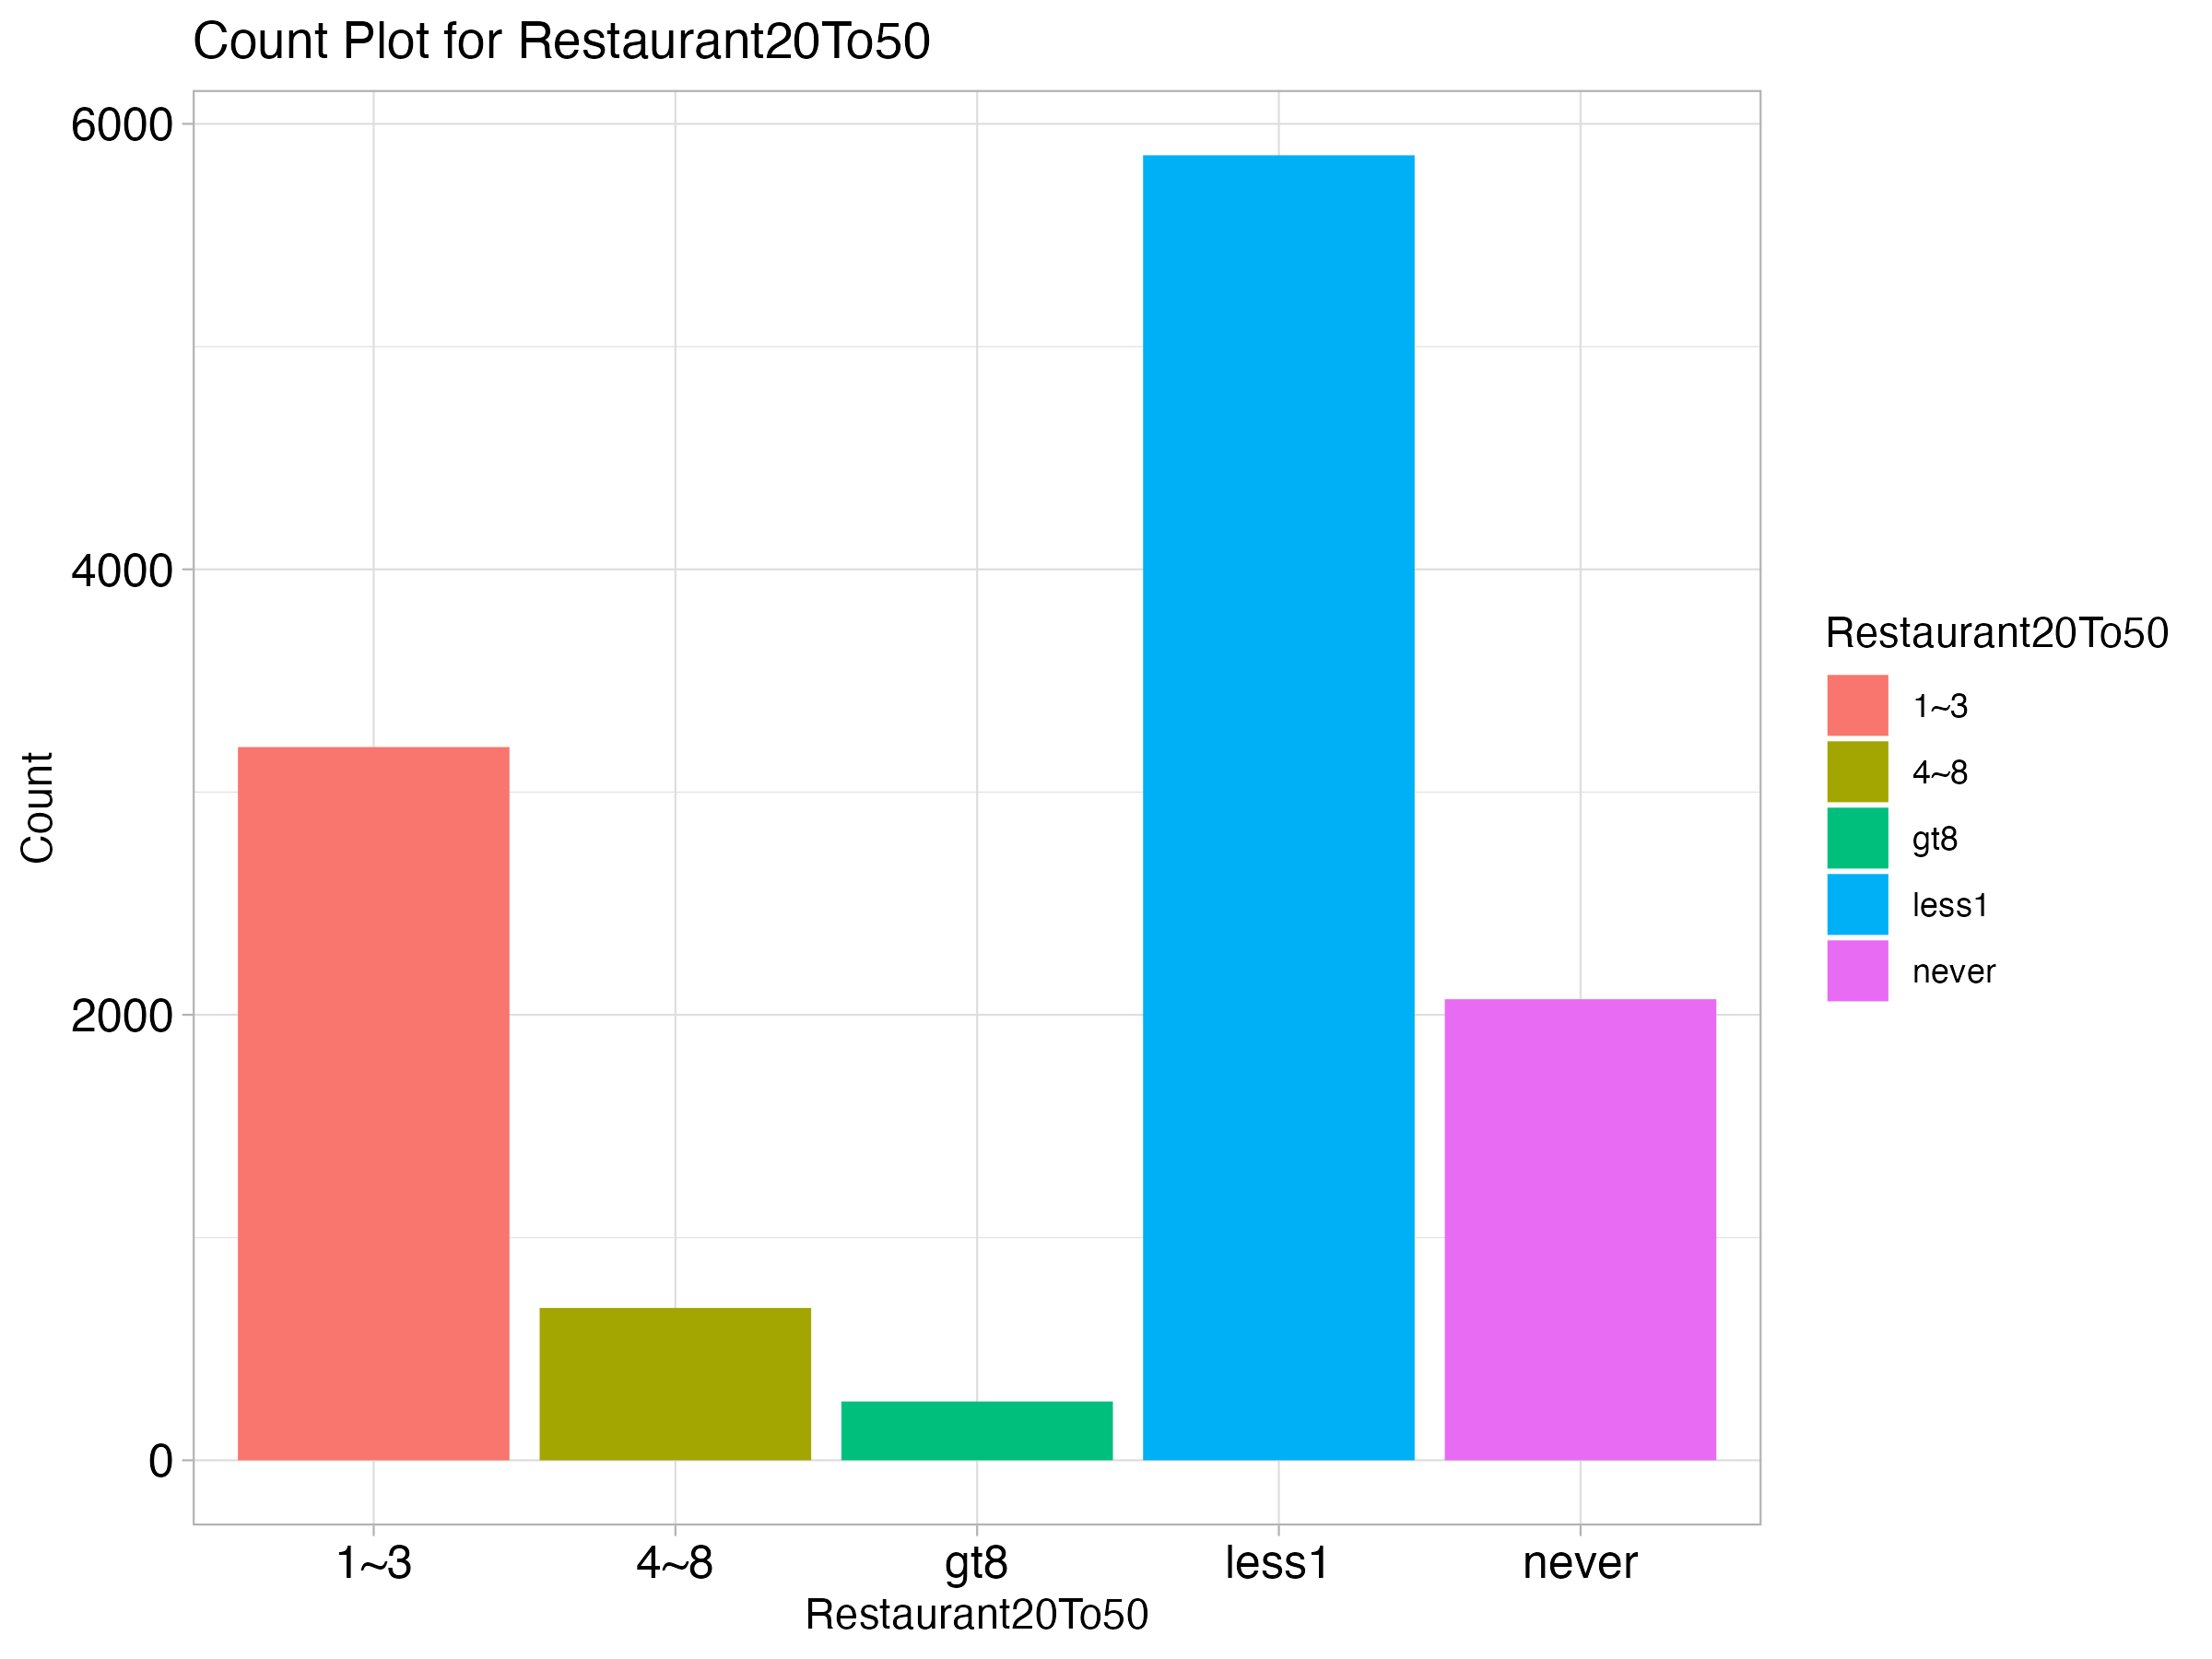 Count Plot for Restaurant20To50
6000
4000
2000
0
Count
1~3
4~8
gt8
less1
never
Restaurant20To50
Restaurant20To50
1~3
4~8
gt8
less1
never